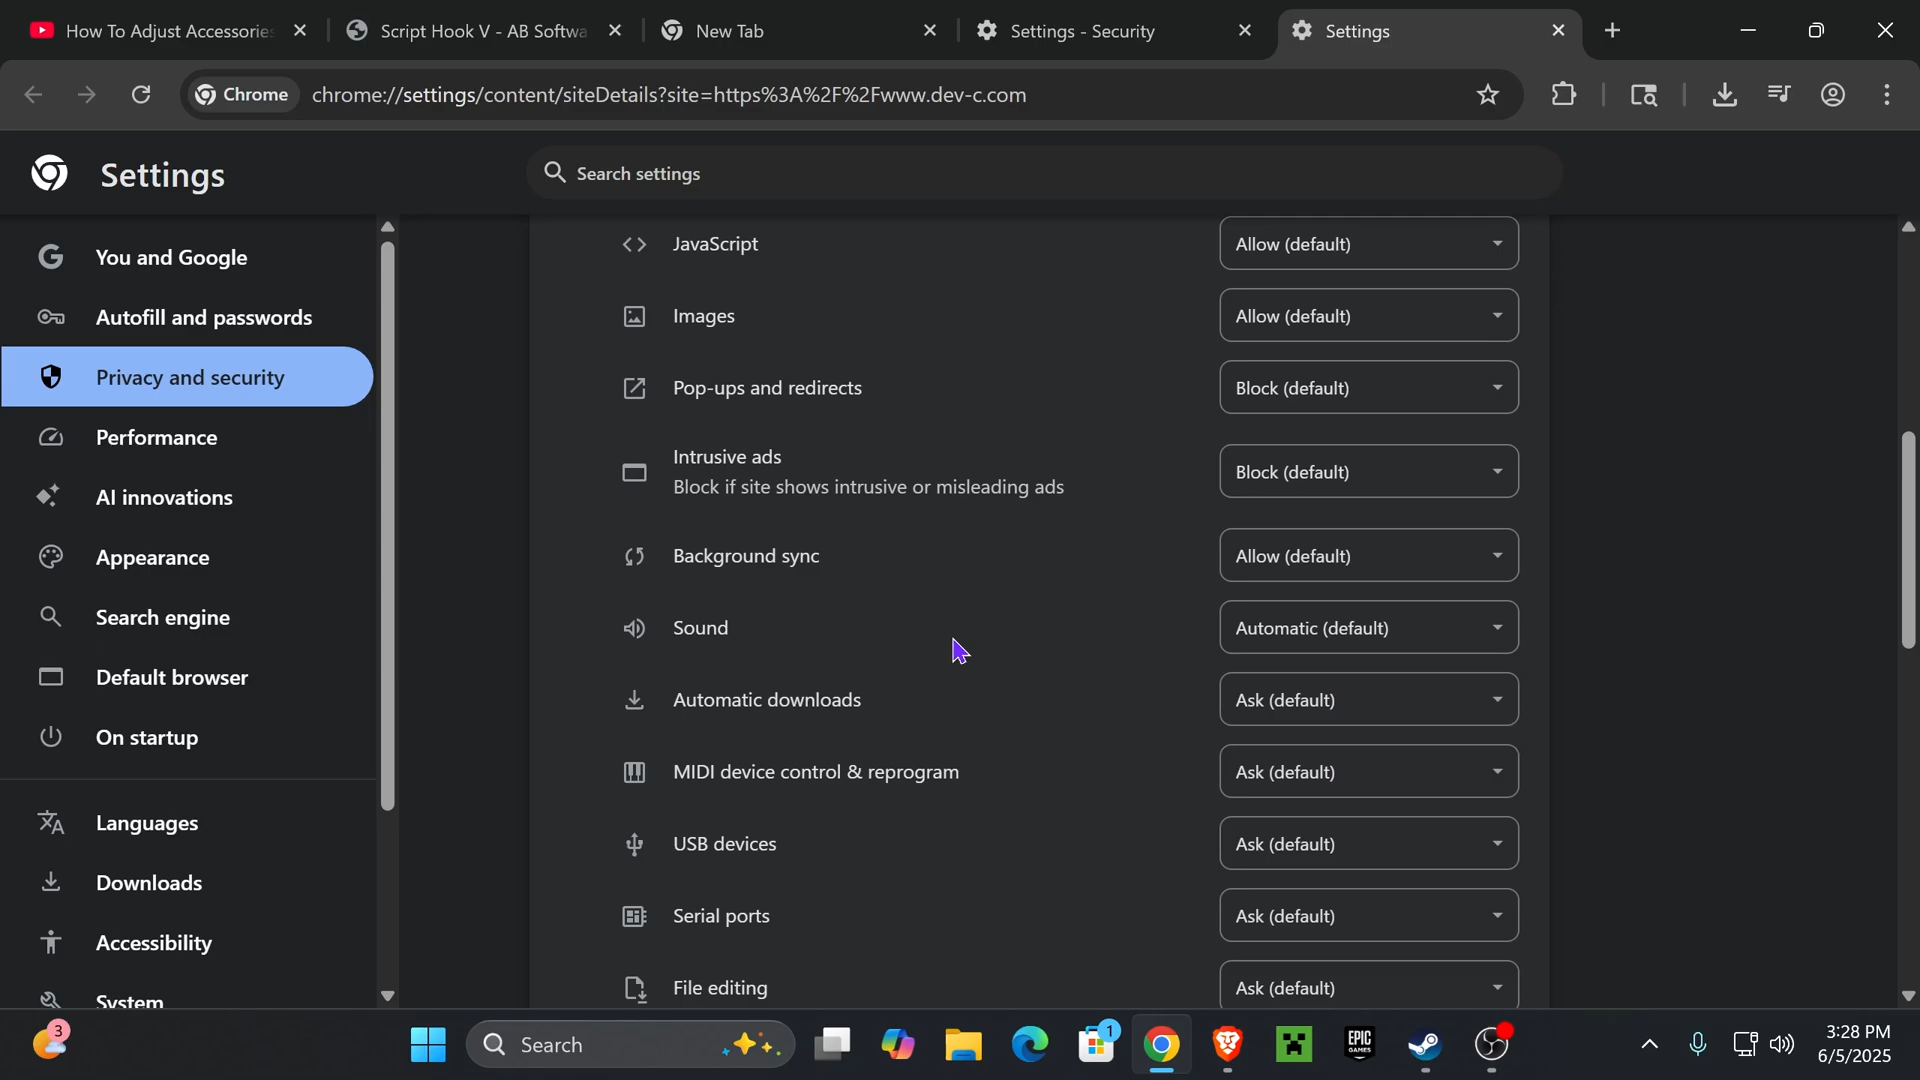 How To Adjust Accessories
Script Hook V - AB Softwa
New Tab
Settings - Security
Settings
Chrome
chrome://settings/content/siteDetails?site=https%3A%2F%2Fwww.dev-c.com
Settings
Search settings
You and Google
Autofill and passwords
Privacy and security
Performance
AI innovations
Appearance
Search engine
Default browser
On startup
Languages
Downloads
Accessibility
System
JavaScript
Allow (default)
Images
Allow (default)
Pop-ups and redirects
Block (default)
Intrusive ads
Block if site shows intrusive or misleading ads
Block (default)
Background sync
Allow (default)
Sound
Automatic (default)
Automatic downloads
Ask (default)
MIDI device control & reprogram
Ask (default)
USB devices
Ask (default)
Serial ports
Ask (default)
File editing
Ask (default)
3
Search
1
EPIC
GAMES
3:28 PM
6/5/2025